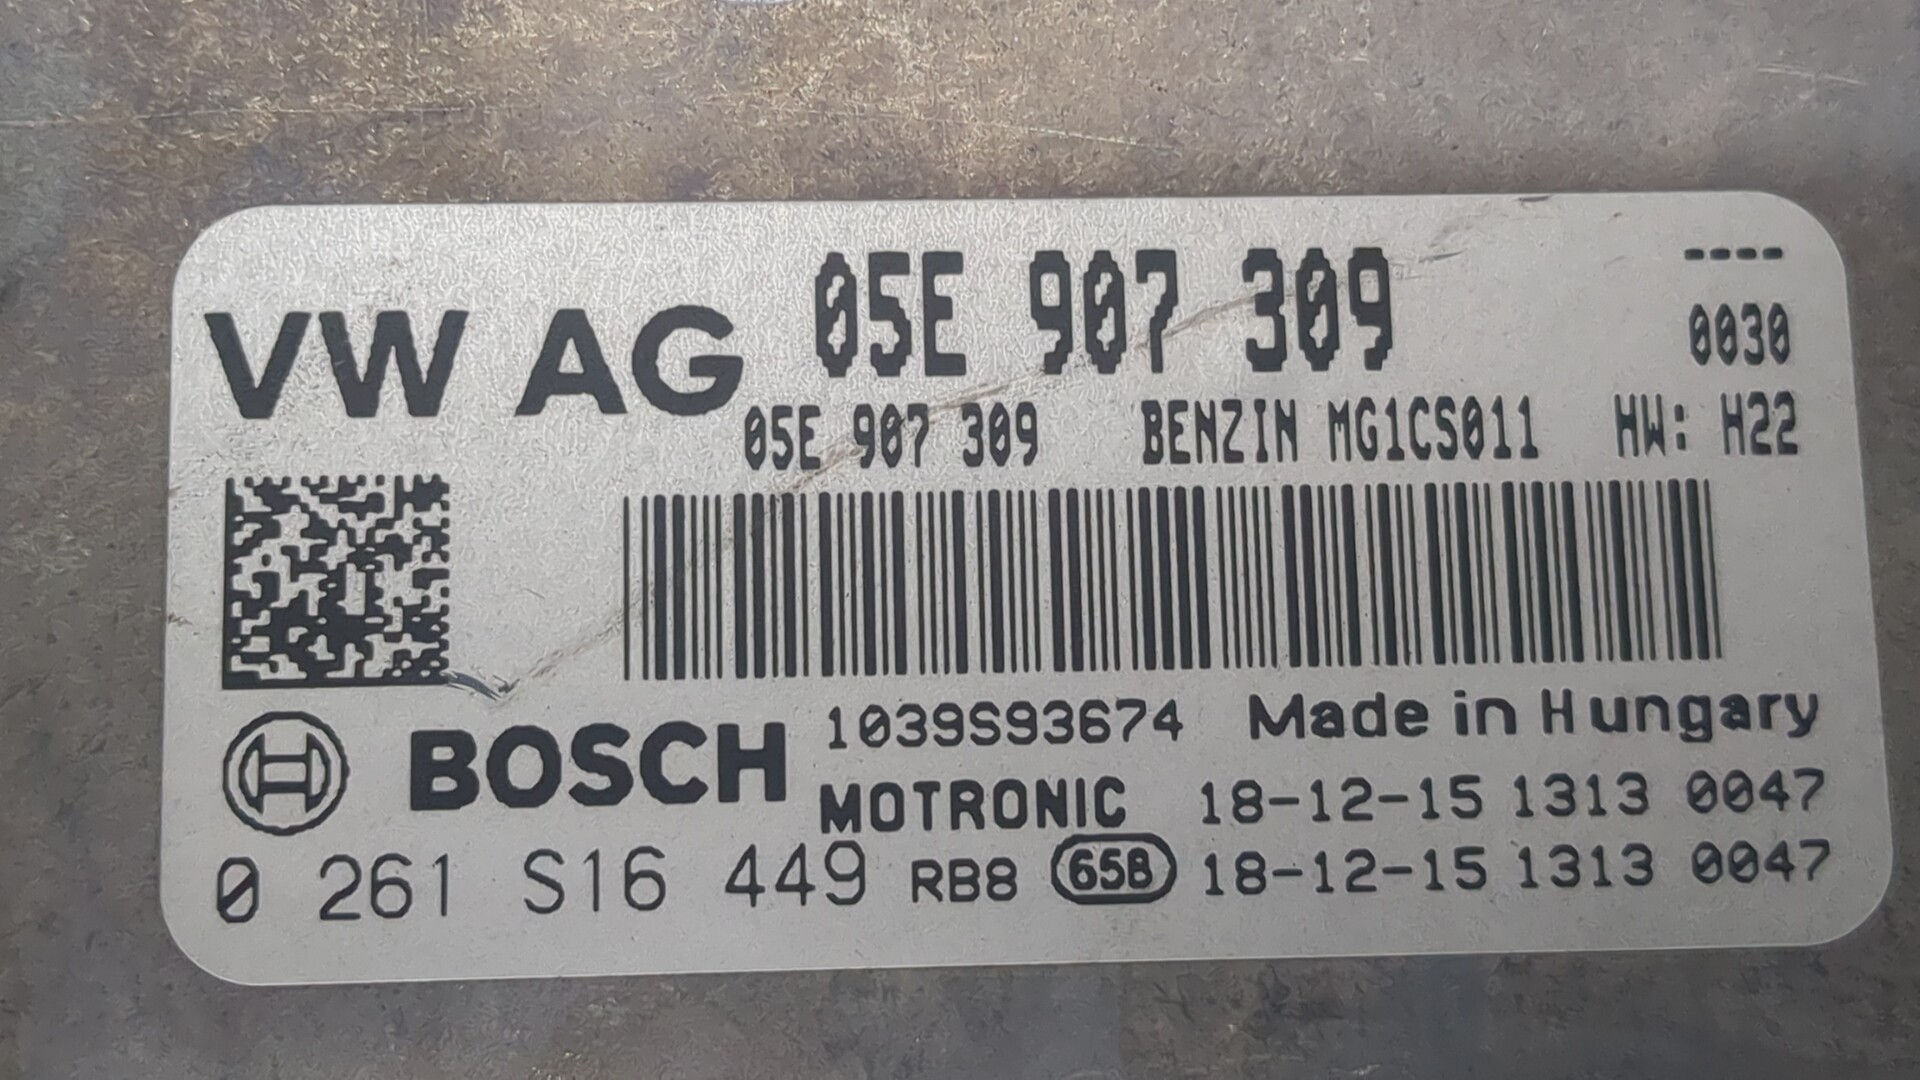 VW AG 05E 907 309 ----
0030
05E 907 309 BENZIN MG1CS011 HW: H22
BOSCH 1039S93674 Made in Hungary
MOTRONIC 18-12-15 1313 0047
0 261 S16 449 RB8 65B 18-12-15 1313 0047